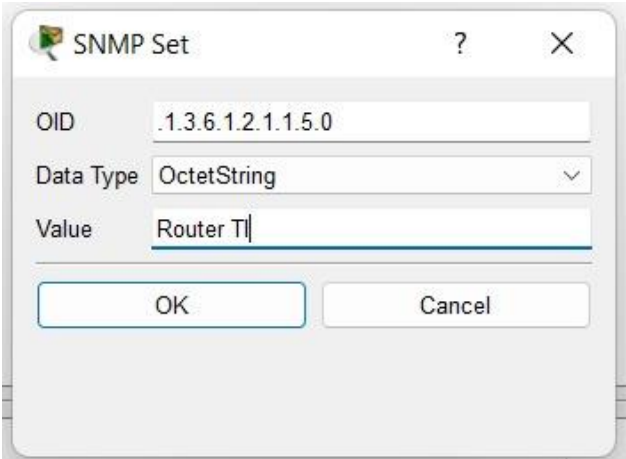 SNMP Set ? ×
OID .1.3.6.1.2.1.1.5.0
Data Type OctetString
Value Router TI
OK Cancel